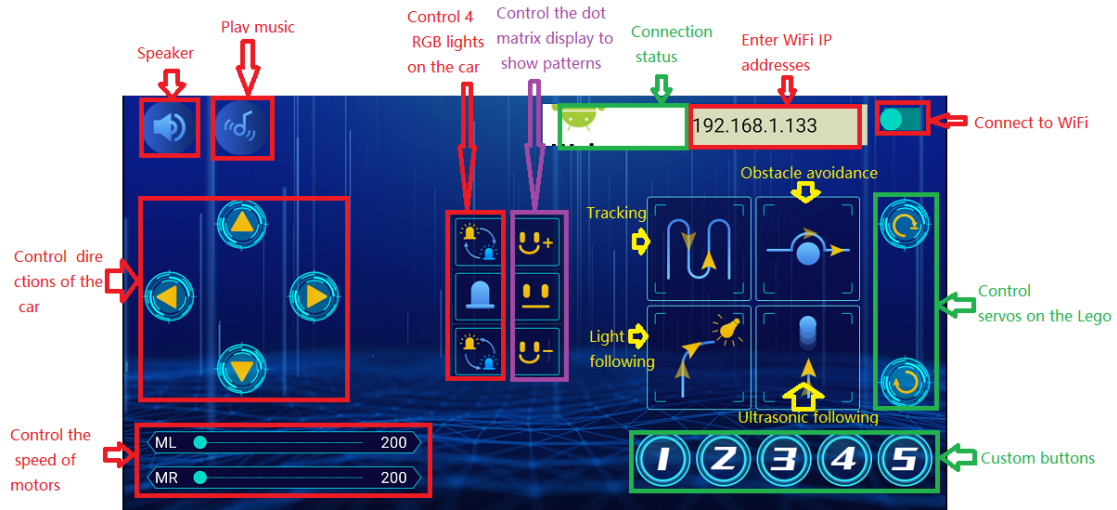 Play music
Speaker
Control 4
RGB lights
on the car
Control the dot
matrix display to
show patterns
Connection
status
Enter WiFi IP
addresses
192.168.1.133
Connect to WiFi
Obstacle avoidance
Tracking
Control dire
ctions of the
car
Control
servos on the Lego
Light
following
Ultrasonic following
Control the
speed of
motors
ML 200
MR 200
1 2 3 4 5
Custom buttons